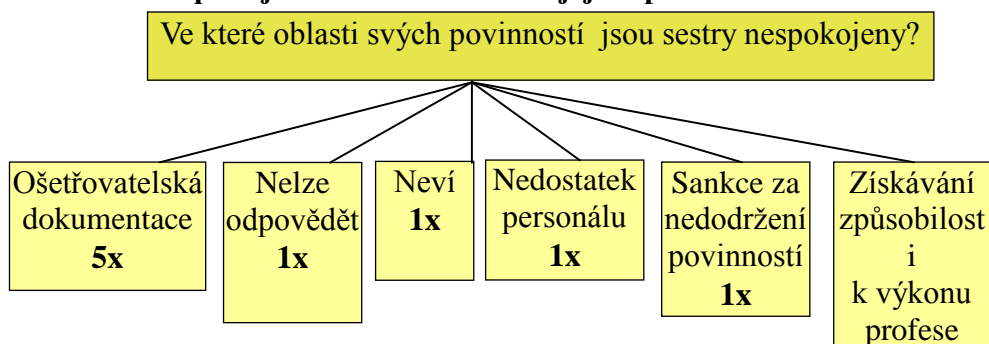 Ve které oblasti svých povinností jsou sestry nespokojeny?
Ošetřovatelská
dokumentace
5x
Nelze
odpovědět
1x
Neví
1x
Nedostatek
personálu
1x
Sankce za
nedodržení
povinností
1x
Získávání
způsobilost
i
k výkonu
profese